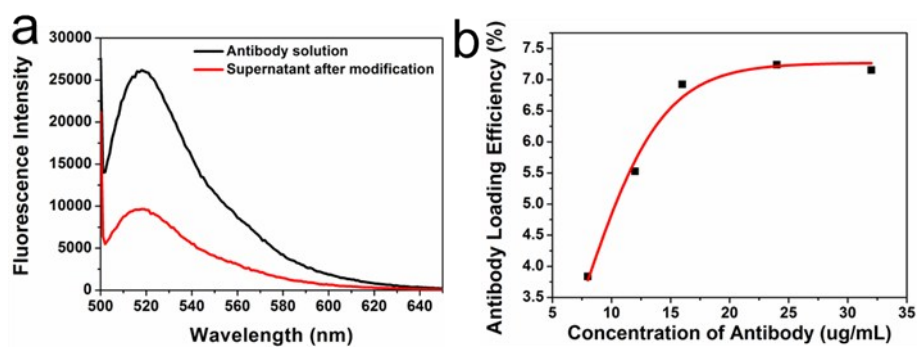 a
Antibody solution
Supernatant after modification
Fluorescence Intensity
30000
25000
20000
15000
10000
5000
0
500 520 540 560 580 600 620 640
Wavelength (nm)
b
Antibody Loading Efficiency (%)
7.5
7.0
6.5
6.0
5.5
5.0
4.5
4.0
3.5
5 10 15 20 25 30 35
Concentration of Antibody (ug/mL)